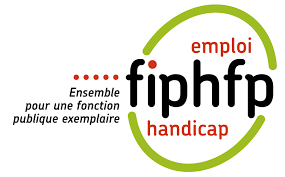 emploi
fiphfp
handicap
Ensemble
pour une fonction
publique exemplaire